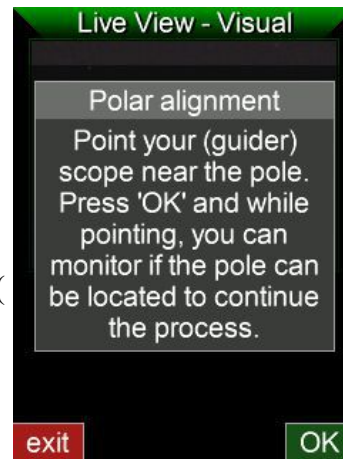 Live View - Visual
Polar alignment
Point your (guider)
scope near the pole.
Press 'OK' and while
pointing, you can
monitor if the pole can
be located to continue
the process.
(
exit
OK